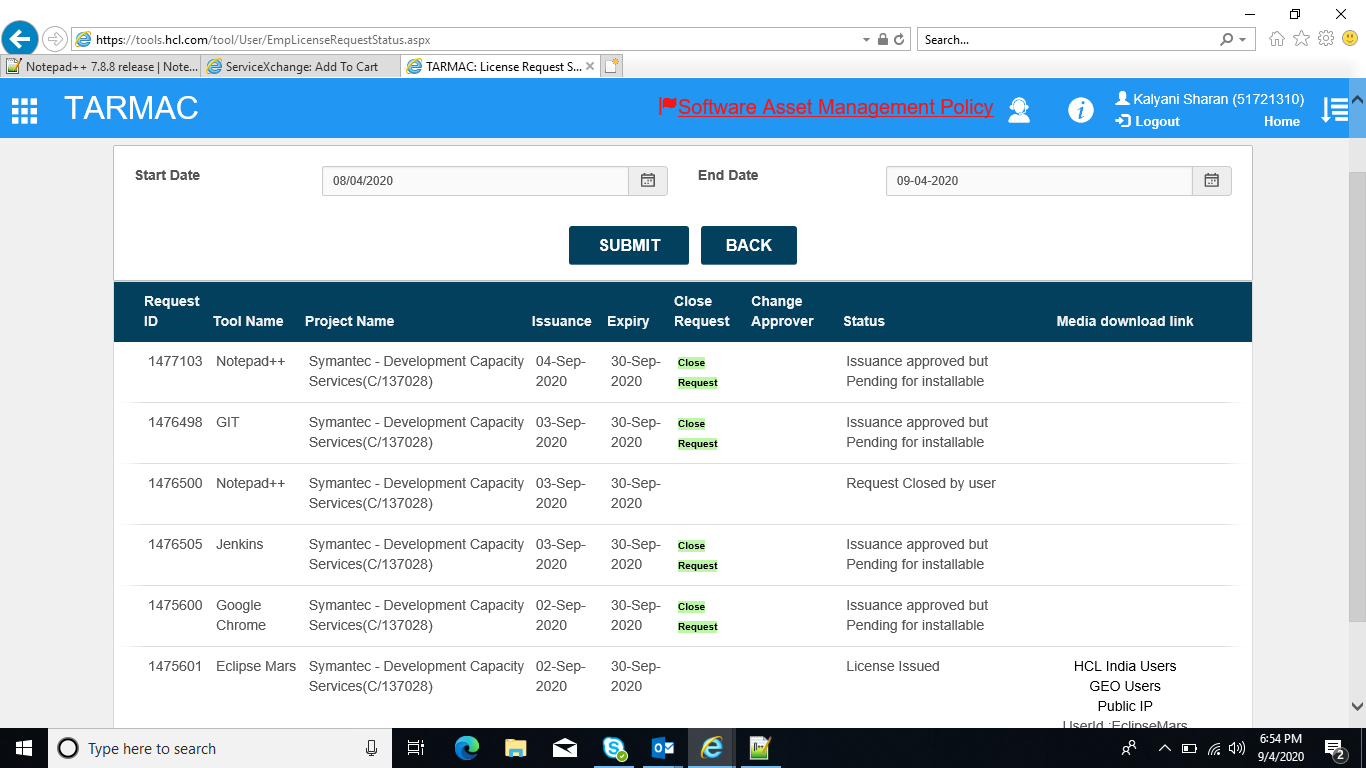 https://tools.hcl.com/tool/User/EmpLicenseRequestStatus.aspx
Search...
Notepad++ 7.8.8 release | Note...
ServiceXchange: Add To Cart
TARMAC: License Request S...
TARMAC
Software Asset Management Policy
Kalyani Sharan (51721310)
Logout
Home
Start Date
08/04/2020
End Date
09-04-2020
SUBMIT
BACK
Request ID Tool Name Project Name Issuance Expiry Close Request Change Approver Status Media download link
1477103 Notepad++ Symantec - Development Capacity 04-Sep- 30-Sep- Close Issuance approved but
Services(C/137028) 2020 2020 Request Pending for installable
1476498 GIT Symantec - Development Capacity 03-Sep- 30-Sep- Close Issuance approved but
Services(C/137028) 2020 2020 Request Pending for installable
1476500 Notepad++ Symantec - Development Capacity 03-Sep- 30-Sep- Request Closed by user
Services(C/137028) 2020 2020
1476505 Jenkins Symantec - Development Capacity 03-Sep- 30-Sep- Close Issuance approved but
Services(C/137028) 2020 2020 Request Pending for installable
1475600 Google Symantec - Development Capacity 02-Sep- 30-Sep- Close Issuance approved but
Chrome Services(C/137028) 2020 2020 Request Pending for installable
1475601 Eclipse Mars Symantec - Development Capacity 02-Sep- 30-Sep- License Issued HCL India Users
Services(C/137028) 2020 2020 GEO Users
Public IP
UserId :EclipseMars
Type here to search
6:54 PM
9/4/2020
2